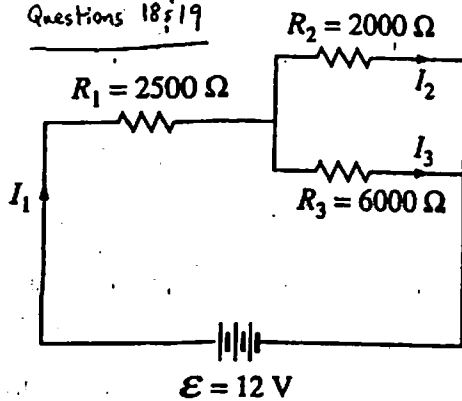 Questions 18 & 19
R₂ = 2000 Ω
R₁ = 2500 Ω
I₂
I₃
I₁
R₃ = 6000 Ω
ℰ = 12 V